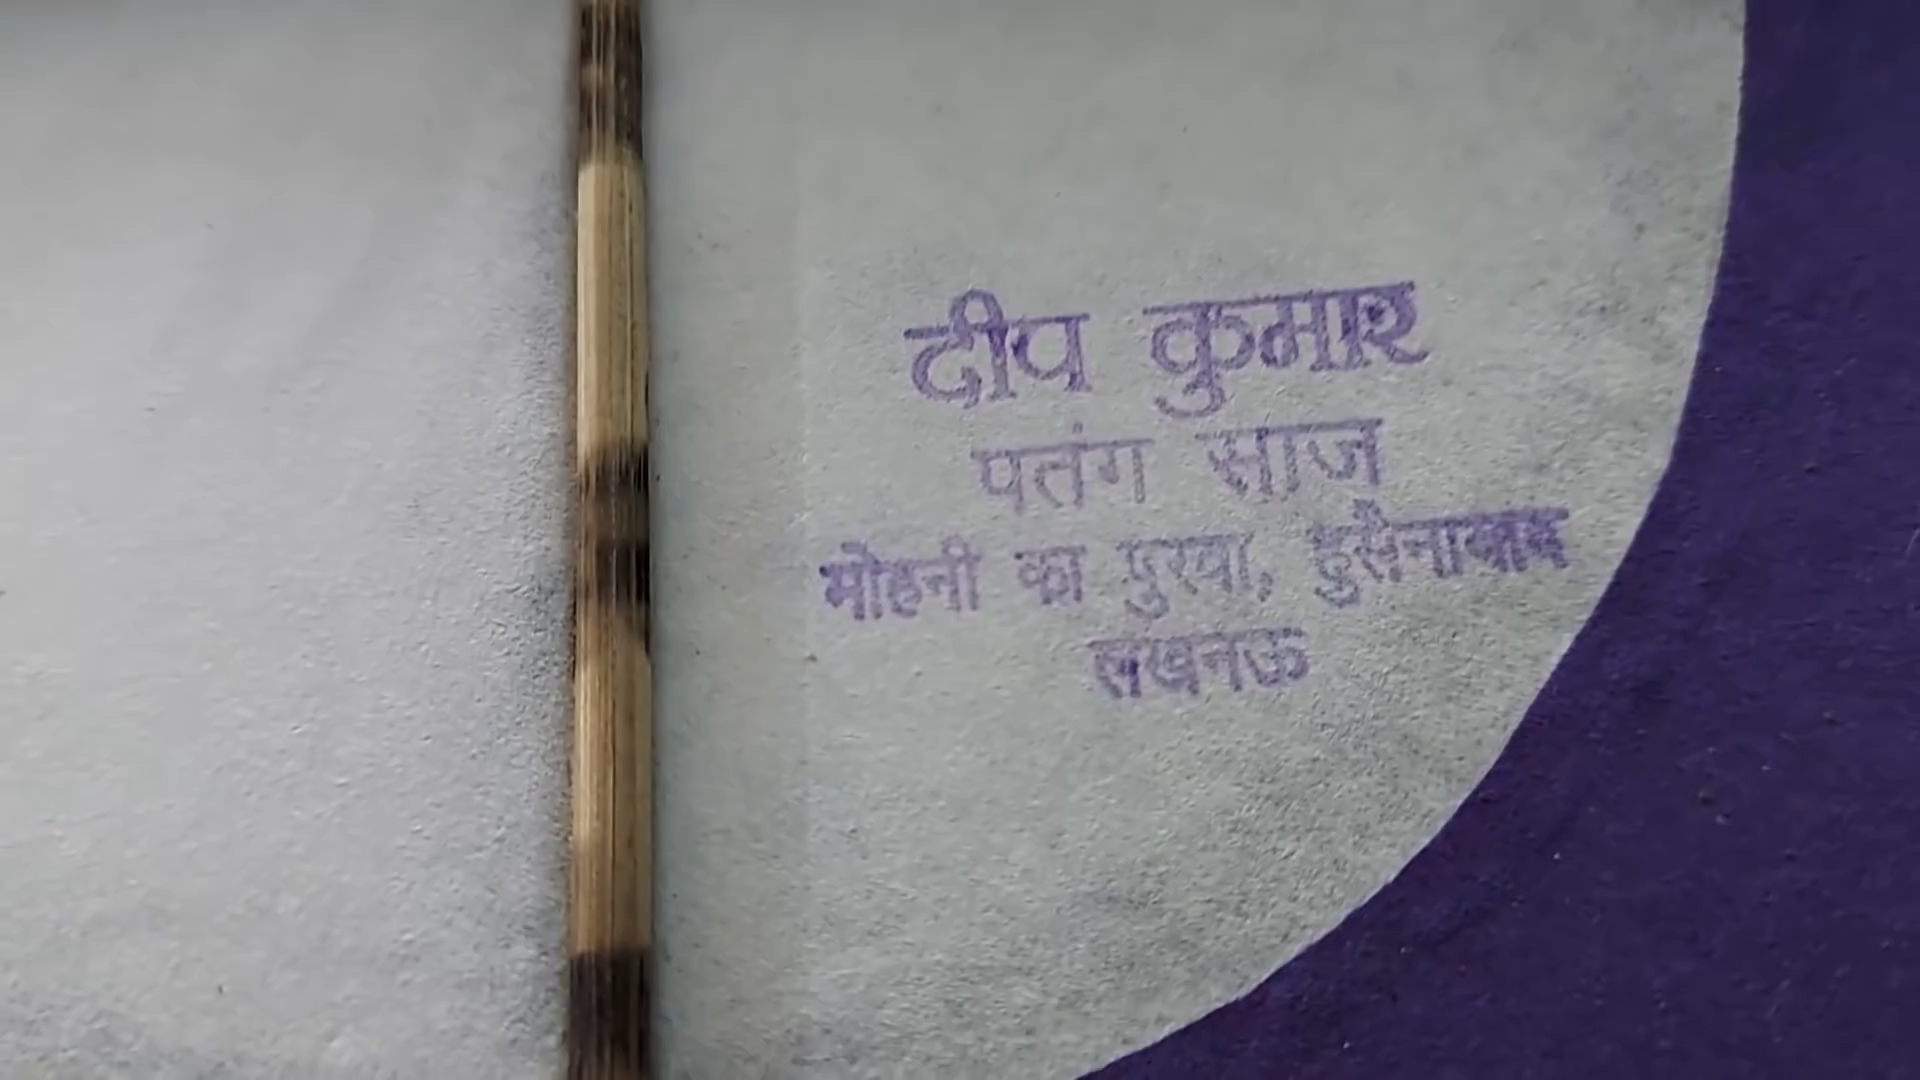 दीप कुमार
पतंग साज
मोहनी का पुरवा, हुसैनाबाद
लखनऊ